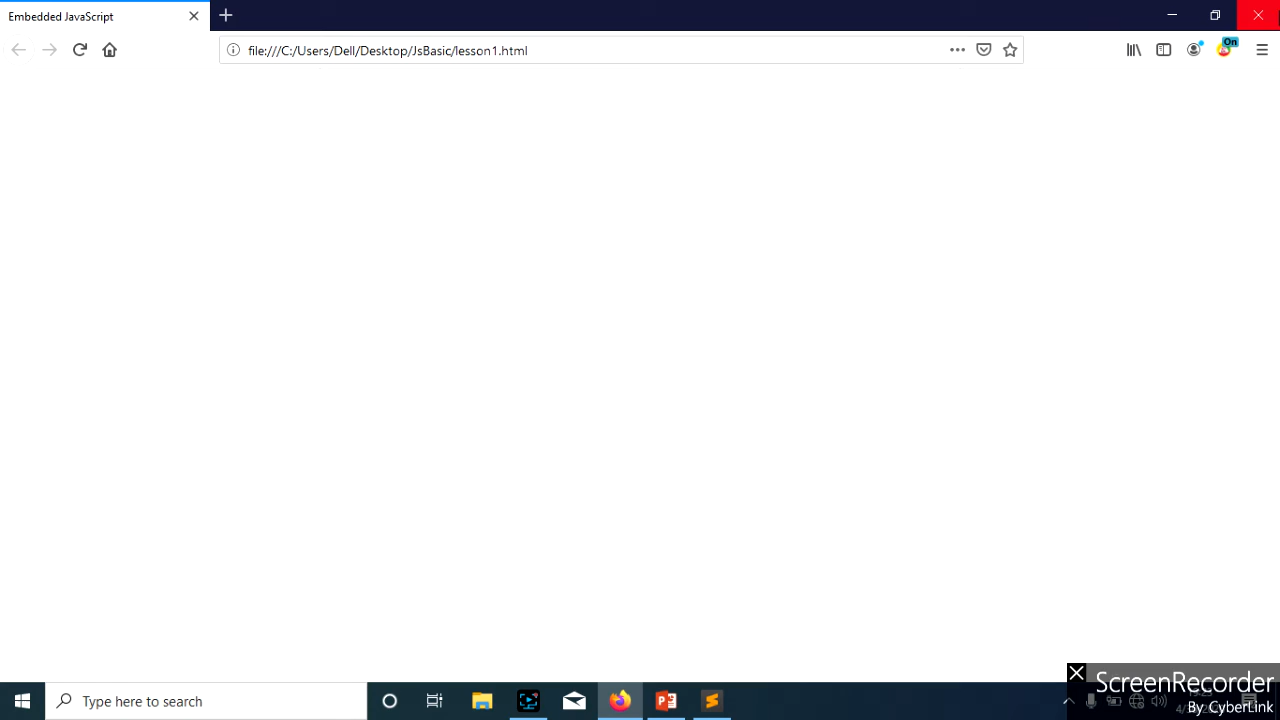 Embedded JavaScript
file:///C:/Users/Dell/Desktop/JsBasic/lesson1.html
On
Type here to search
ScreenRecorder
By CyberLink